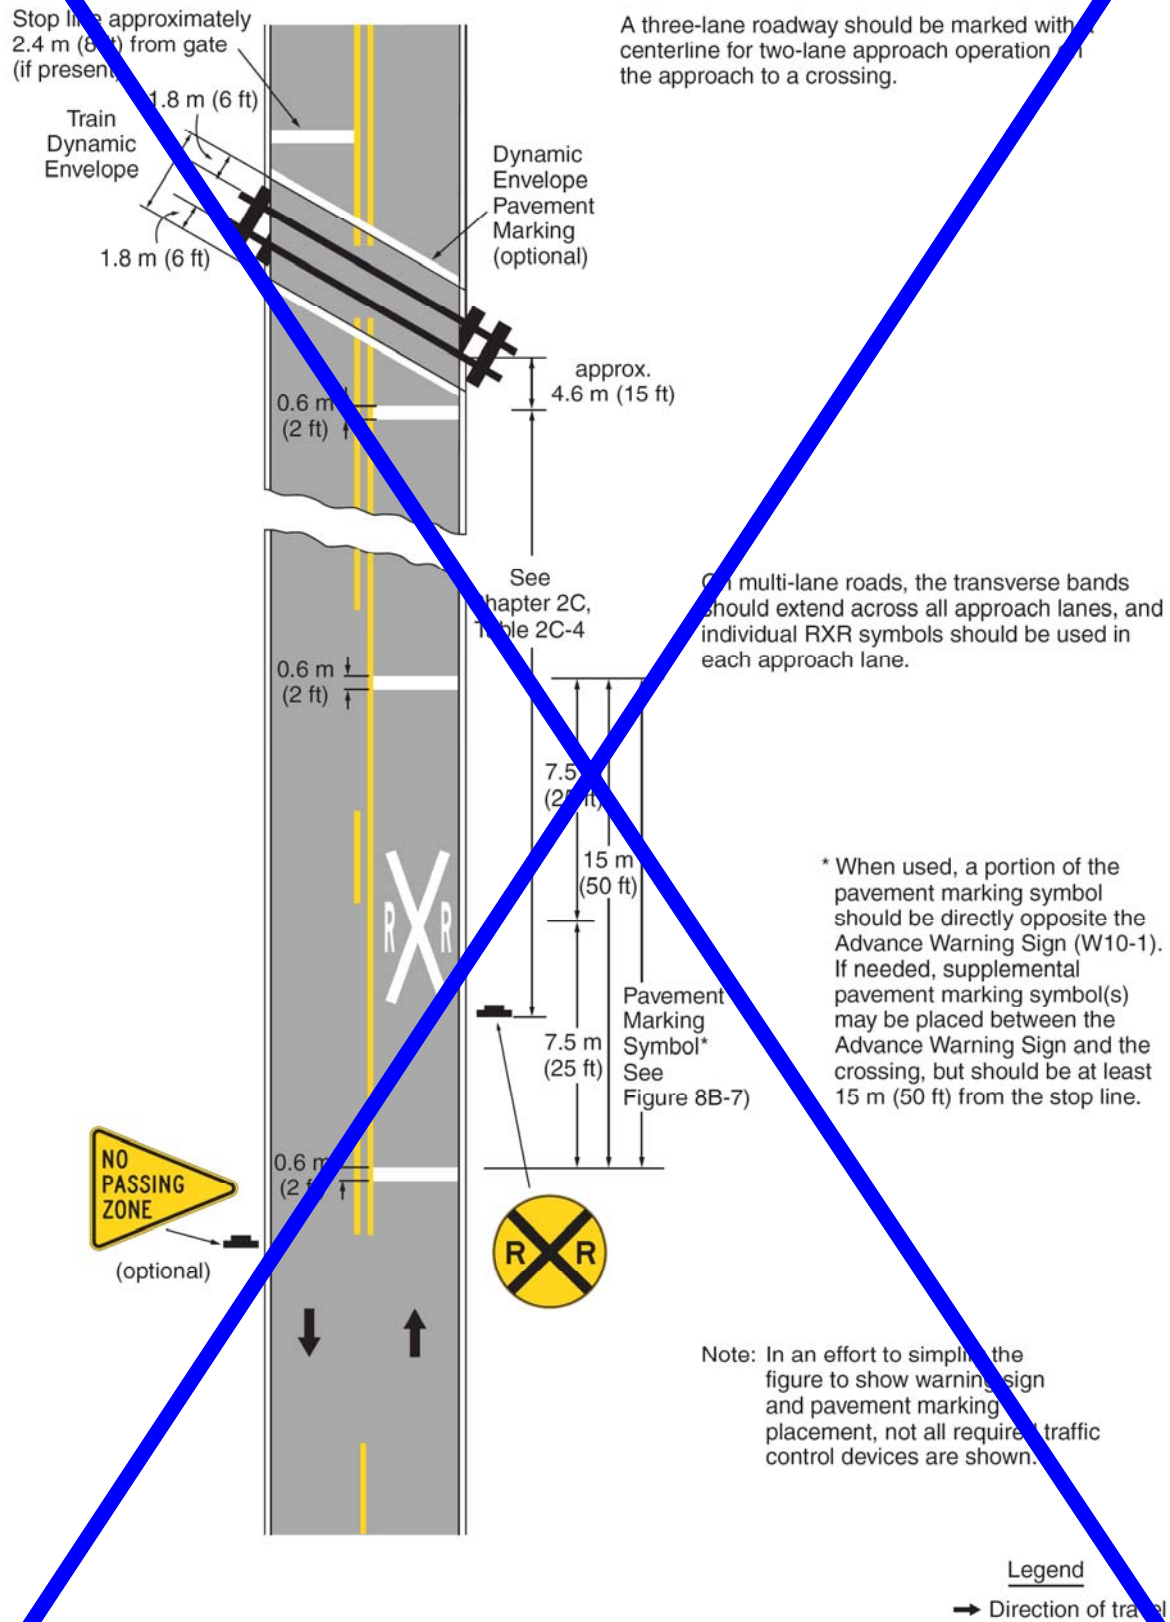 Stop line approximately
2.4 m (8 ft) from gate
(if present)
1.8 m (6 ft)
Train
Dynamic
Envelope
1.8 m (6 ft)
A three-lane roadway should be marked with a
centerline for two-lane approach operation on
the approach to a crossing.
Dynamic
Envelope
Pavement
Marking
(optional)
approx.
4.6 m (15 ft)
0.6 m
(2 ft)
See
Chapter 2C,
Table 2C-4
On multi-lane roads, the transverse bands
should extend across all approach lanes, and
individual RXR symbols should be used in
each approach lane.
0.6 m
(2 ft)
7.5
(25 ft)
15 m
(50 ft)
R R
* When used, a portion of the
pavement marking symbol
should be directly opposite the
Advance Warning Sign (W10-1).
If needed, supplemental
pavement marking symbol(s)
may be placed between the
Advance Warning Sign and the
crossing, but should be at least
15 m (50 ft) from the stop line.
Pavement
Marking
Symbol*
See
Figure 8B-7)
7.5 m
(25 ft)
0.6 m
(2 ft)
NO
PASSING
ZONE
(optional)
R R
Note: In an effort to simplify the
figure to show warning sign
and pavement marking
placement, not all required traffic
control devices are shown.
Legend
Direction of travel